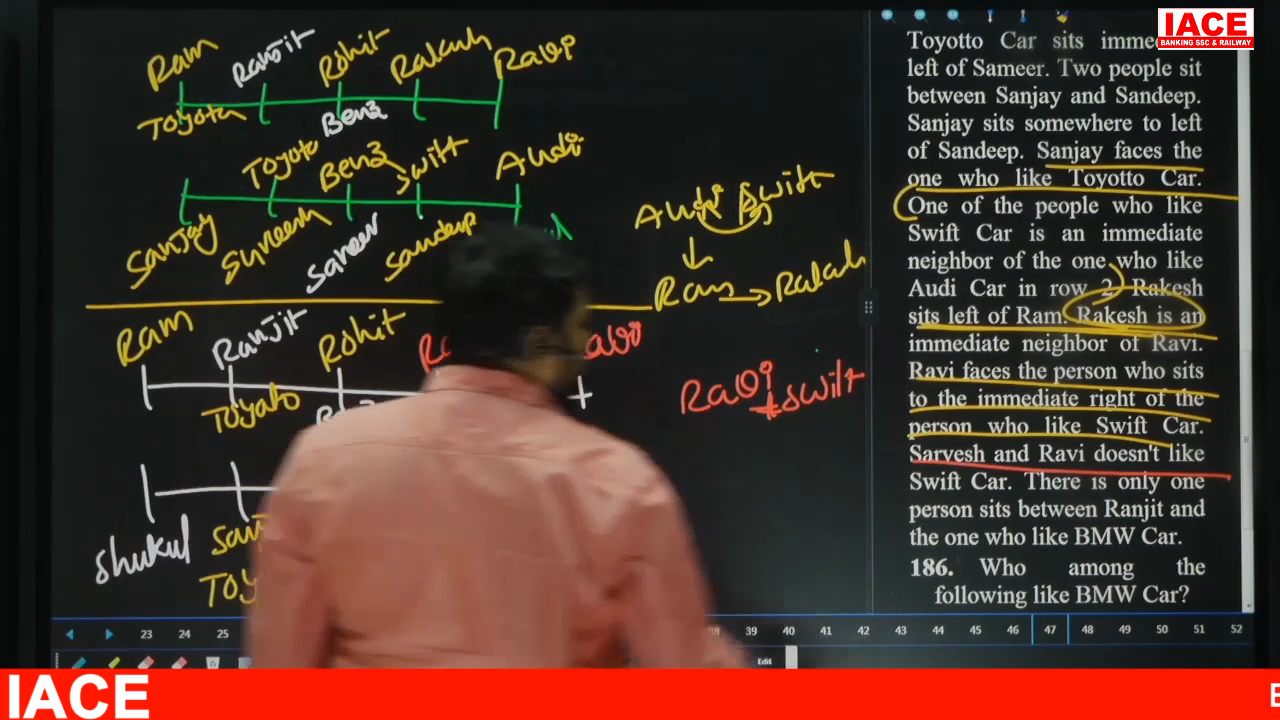 Ram Ranjit Rohit Rakesh Ravi
Toyota Benz
Toyoto Benz Swift Audi
Sanjay Sureem Sameer Sandeep
Audi Swift
Ram Rakesh
Ram Ranjit Rohit
Toyato
Ravi Swift
Shukul
Toyotto Car sits
left of Sameer. Two people sit
between Sanjay and Sandeep.
Sanjay sits somewhere to left
of Sandeep. Sanjay faces the
one who like Toyotto Car.
One of the people who like
Swift Car is an immediate
neighbor of the one who like
Audi Car in row 2. Rakesh
sits left of Ram. Rakesh is an
immediate neighbor of Ravi.
Ravi faces the person who sits
to the immediate right of the
person who like Swift Car.
Sarvesh and Ravi doesn't like
Swift Car. There is only one
person sits between Ranjit and
the one who like BMW Car.
186. Who among the
following like BMW Car?
IACE
BANKING SSC & RAILWAY
23 24 25 39 40 41 42 43 44 45 46 47 48 49 50 51 52
Edit
IACE